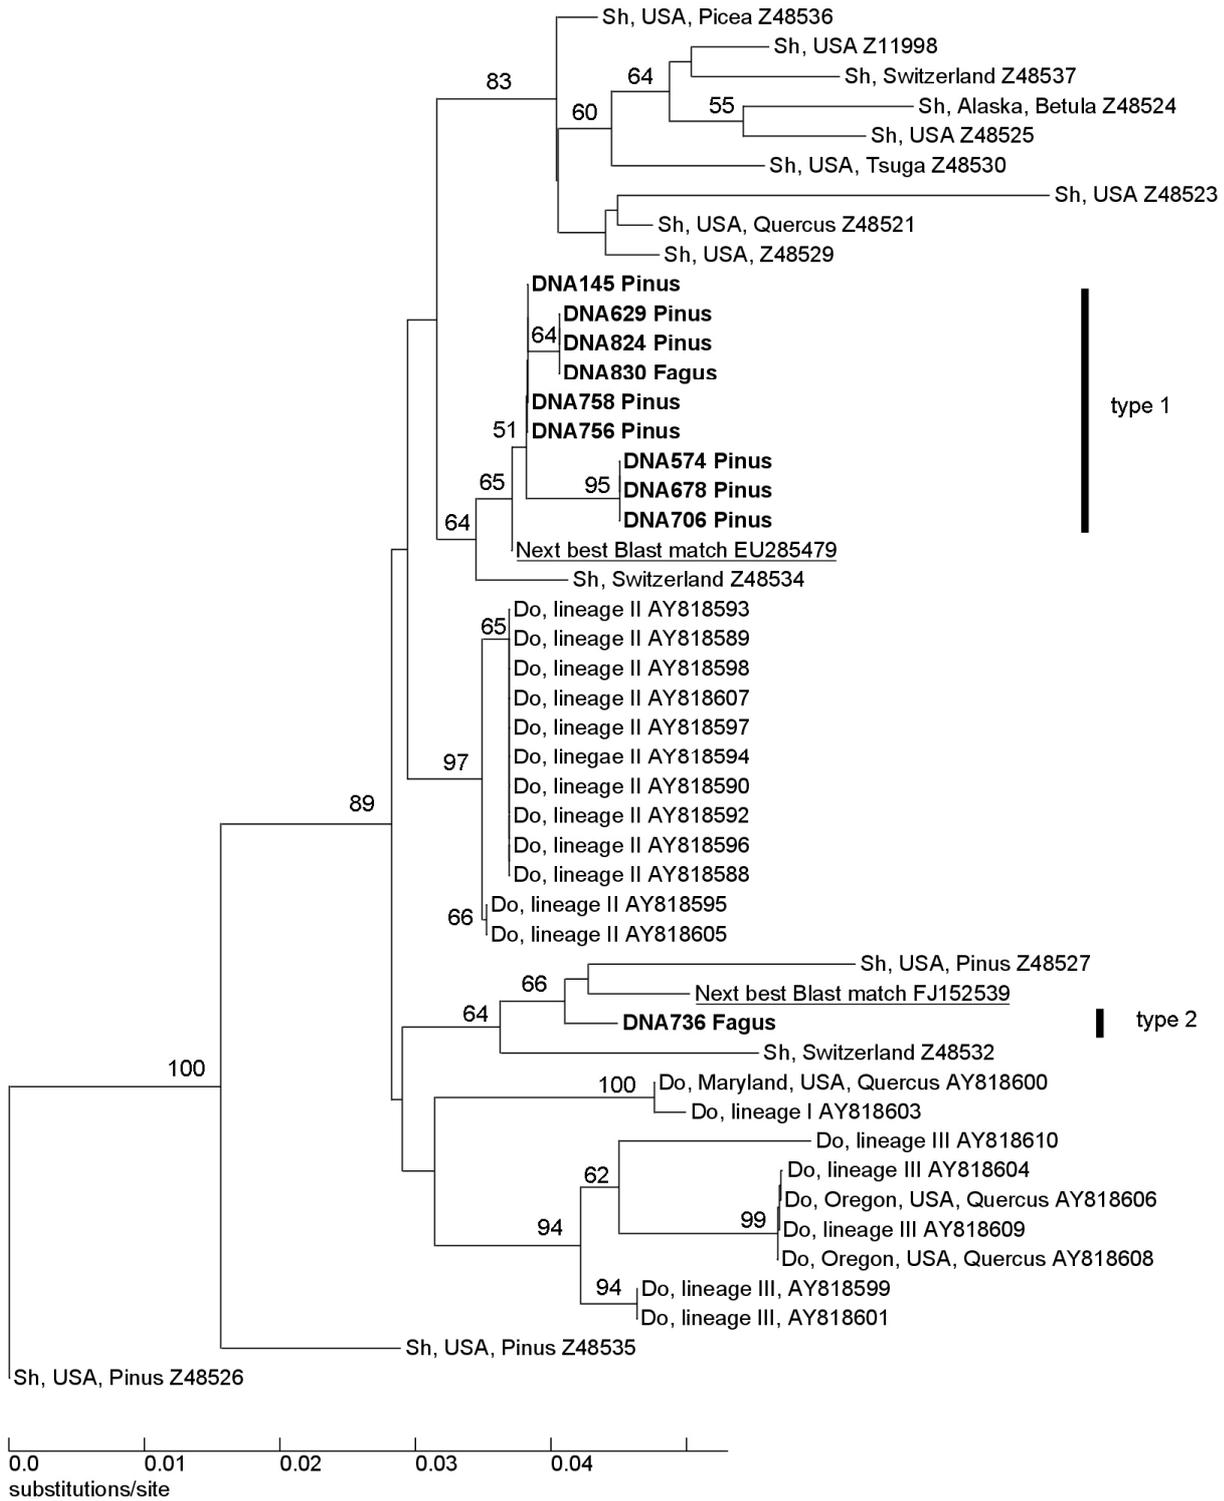 Sh, USA, Picea Z48536
Sh, USA Z11998
83
64
Sh, Switzerland Z48537
55
Sh, Alaska, Betula Z48524
60
Sh, USA Z48525
Sh, USA, Tsuga Z48530
Sh, USA Z48523
Sh, USA, Quercus Z48521
Sh, USA, Z48529
DNA145 Pinus
DNA629 Pinus
64
DNA824 Pinus
DNA830 Fagus
DNA758 Pinus
type 1
51
DNA756 Pinus
DNA574 Pinus
65
95
DNA678 Pinus
64
DNA706 Pinus
Next best Blast match EU285479
Sh, Switzerland Z48534
Do, lineage II AY818593
65
Do, lineage II AY818589
Do, lineage II AY818598
Do, lineage II AY818607
Do, lineage II AY818597
97
Do, linegae II AY818594
Do, lineage II AY818590
89
Do, lineage II AY818592
Do, lineage II AY818596
Do, lineage II AY818588
Do, lineage II AY818595
66
Do, lineage II AY818605
Sh, USA, Pinus Z48527
66
Next best Blast match FJ152539
64
DNA736 Fagus
type 2
Sh, Switzerland Z48532
100
100
Do, Maryland, USA, Quercus AY818600
Do, lineage I AY818603
Do, lineage III AY818610
62
Do, lineage III AY818604
Do, Oregon, USA, Quercus AY818606
94
99
Do, lineage III AY818609
Do, Oregon, USA, Quercus AY818608
94
Do, lineage III, AY818599
Do, lineage III, AY818601
Sh, USA, Pinus Z48535
Sh, USA, Pinus Z48526
0.0 0.01 0.02 0.03 0.04
substitutions/site